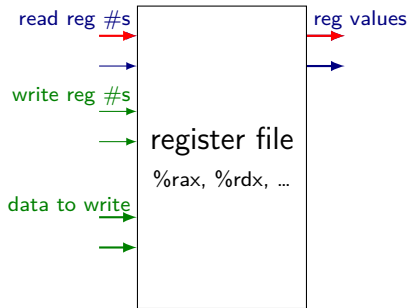 read reg #s
reg values
write reg #s
register file
%rax, %rdx, …
data to write